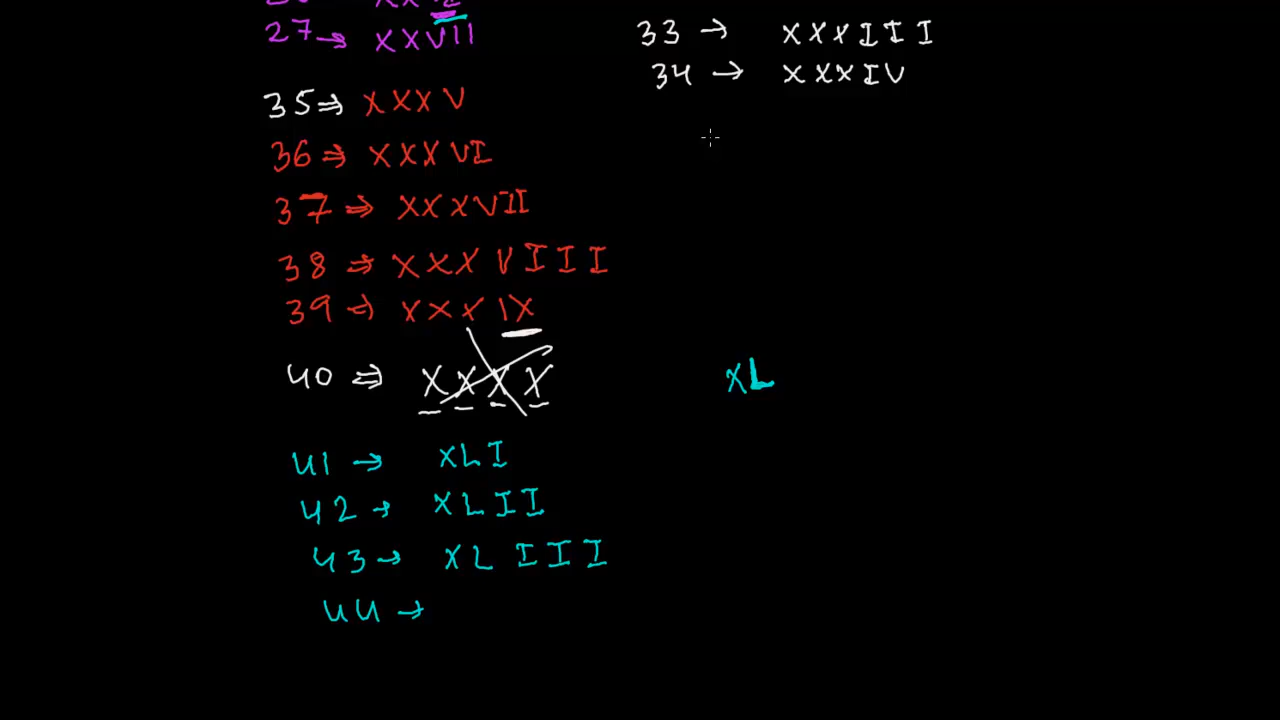 27 → XXVII
35 ⇒ XXXV
36 ⇒ XXXVI
37 ⇒ XXXVII
38 ⇒ XXXVIII
39 ⇒ XXXIX
40 ⇒ XXXX
41 → XLI
42 → XLII
43 → XLIII
44 →
33 → XXXIII
34 → XXXIV
XL